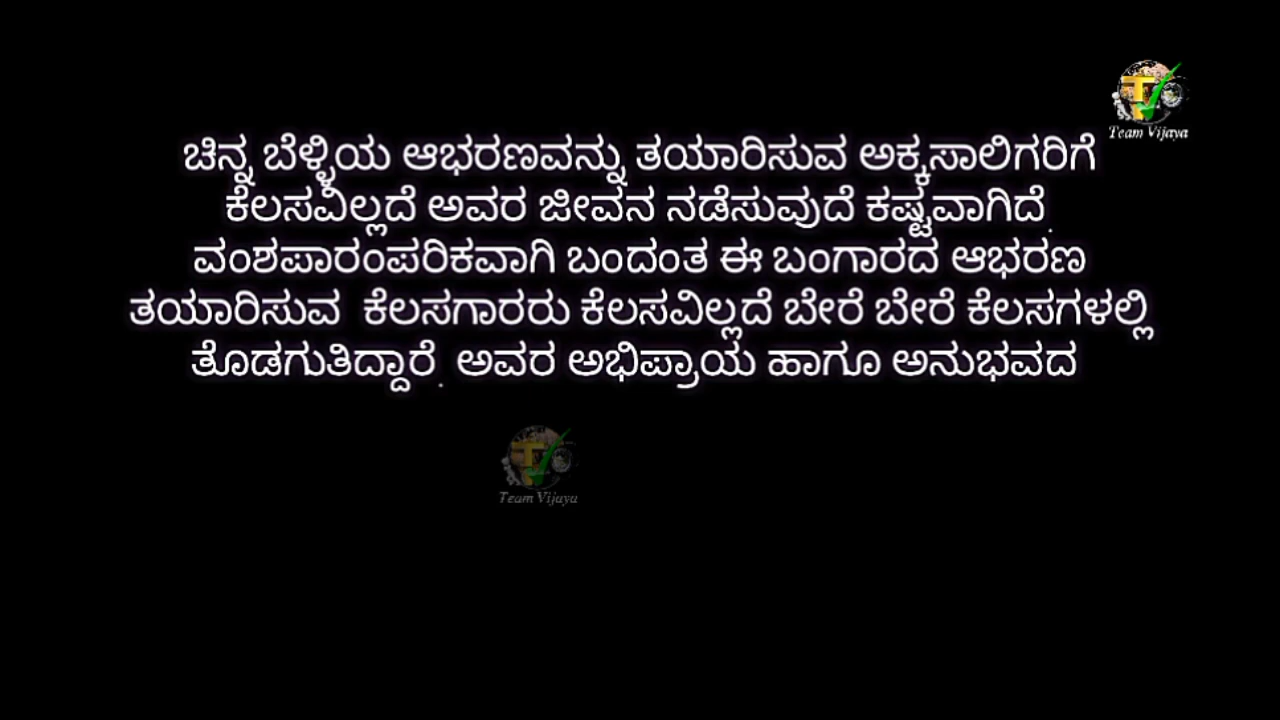 Team Vijaya
ಚಿನ್ನ ಬೆಳ್ಳಿಯ ಆಭರಣವನ್ನು ತಯಾರಿಸುವ ಅಕ್ಕಸಾಲಿಗರಿಗೆ
ಕೆಲಸವಿಲ್ಲದೆ ಅವರ ಜೀವನ ನಡೆಸುವುದೆ ಕಷ್ಟವಾಗಿದೆ.
ವಂಶಪಾರಂಪರಿಕವಾಗಿ ಬಂದಂತ ಈ ಬಂಗಾರದ ಆಭರಣ
ತಯಾರಿಸುವ ಕೆಲಸಗಾರರು ಕೆಲಸವಿಲ್ಲದೆ ಬೇರೆ ಬೇರೆ ಕೆಲಸಗಳಲ್ಲಿ
ತೊಡಗುತಿದ್ದಾರೆ. ಅವರ ಅಭಿಪ್ರಾಯ ಹಾಗೂ ಅನುಭವದ
Team Vijaya